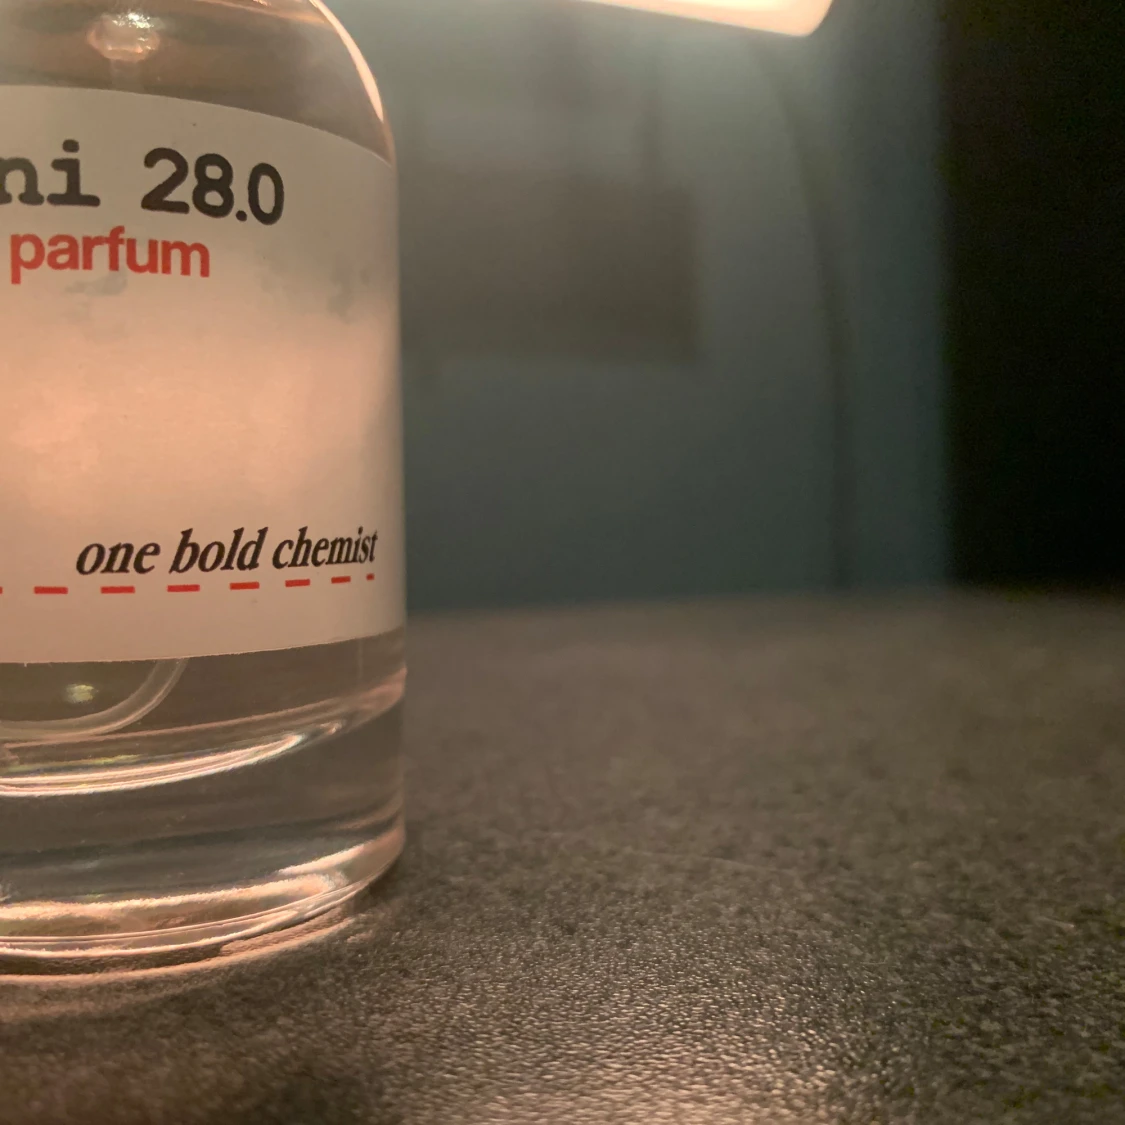 ni 28.0
parfum
one bold chemist